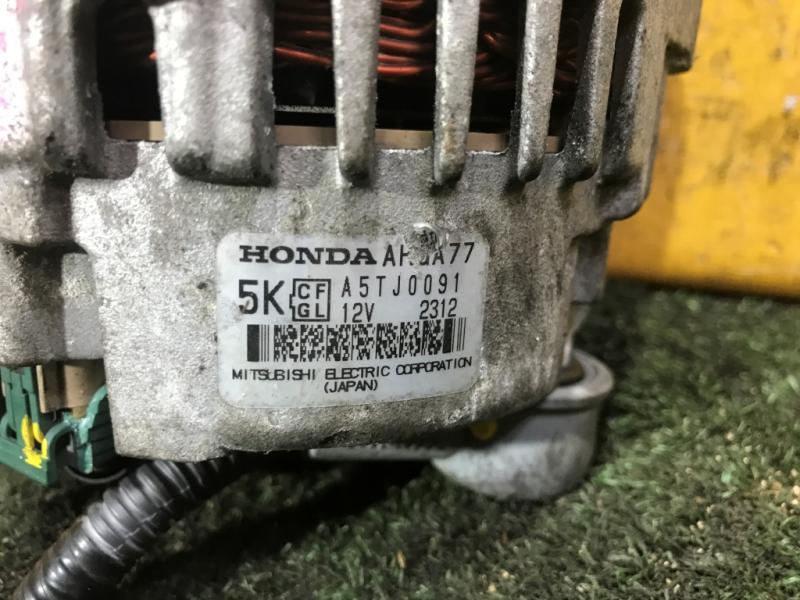 HONDA
5K CF A5TJ0091
GL 12V 2312
MITSUBISHI ELECTRIC CORPORATION
(JAPAN)